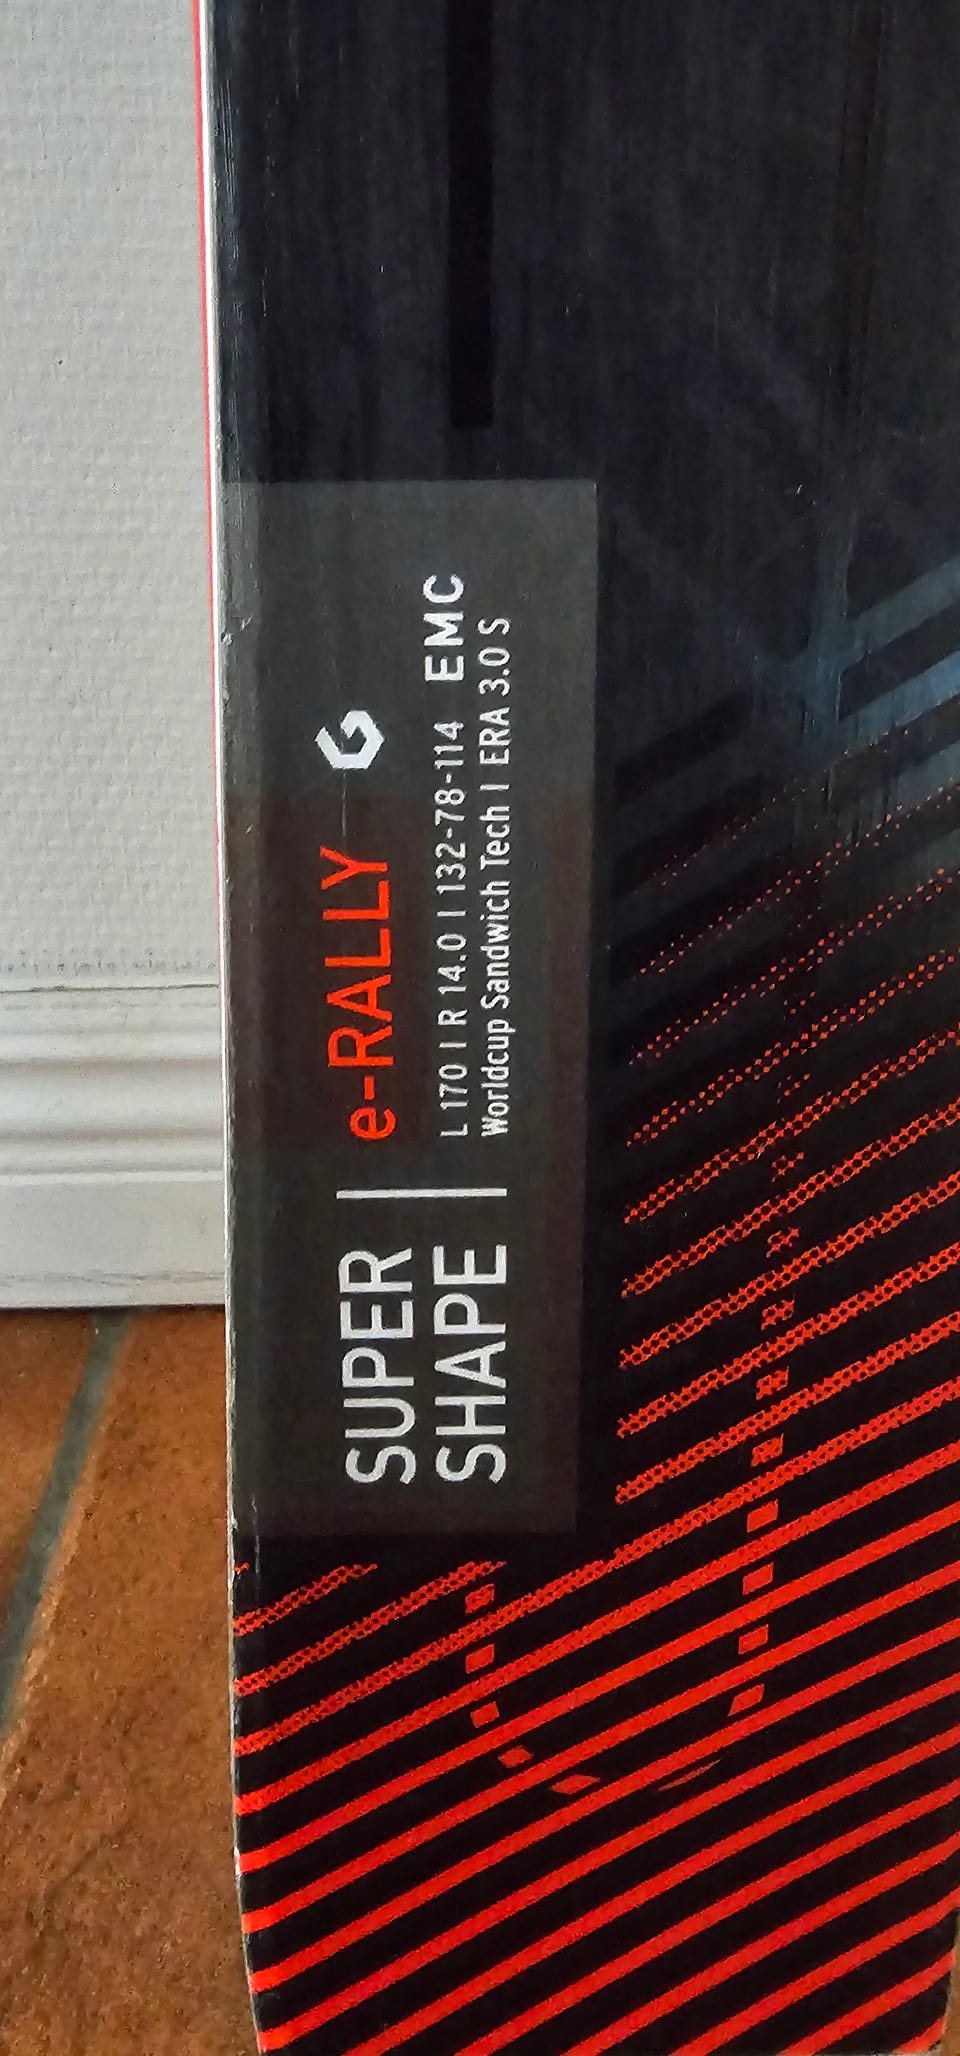 SUPER
SHAPE
e-RALLY
L 170 I R 14.0 I 132-78-114 EMC
Worldcup Sandwich Tech I ERA 3.0 S